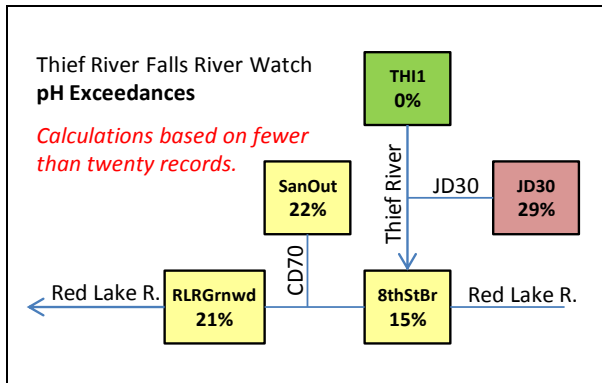 Thief River Falls River Watch
pH Exceedances
Calculations based on fewer
than twenty records.
THI1
0%
Thief River
JD30
JD30
29%
SanOut
22%
CD70
Red Lake R.
RLRGrnwd
21%
8thStBr
15%
Red Lake R.